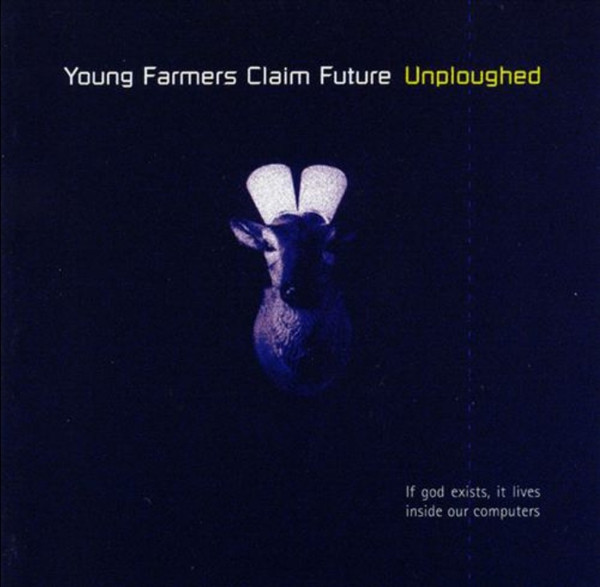 Young Farmers Claim Future Unploughed
If god exists, it lives
inside our computers